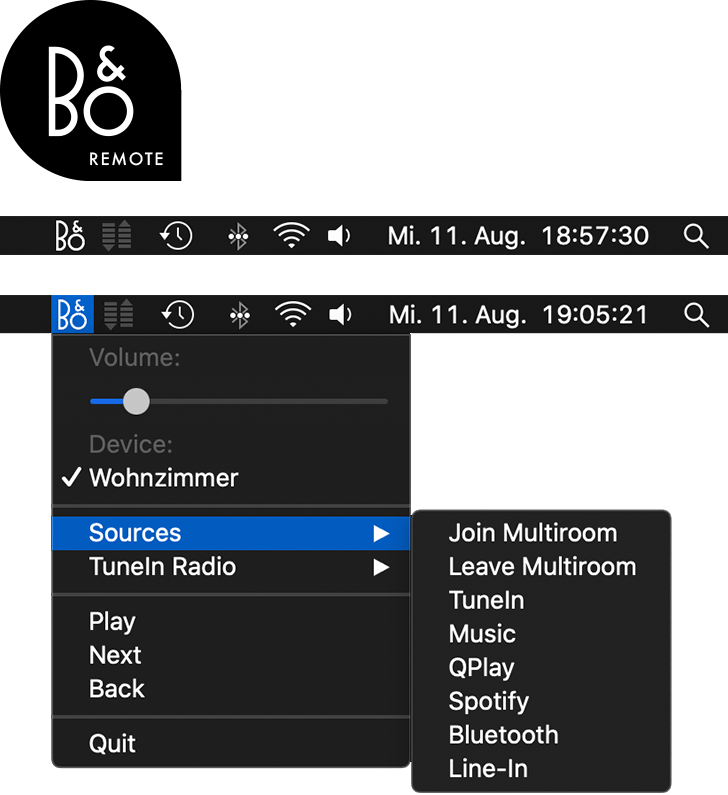 B&O
REMOTE
B&O Mi. 11. Aug. 18:57:30
B&O Mi. 11. Aug. 19:05:21
Volume:
Device:
✓ Wohnzimmer
Sources ▶
TuneIn Radio ▶
Play
Next
Back
Quit
Join Multiroom
Leave Multiroom
TuneIn
Music
QPlay
Spotify
Bluetooth
Line-In